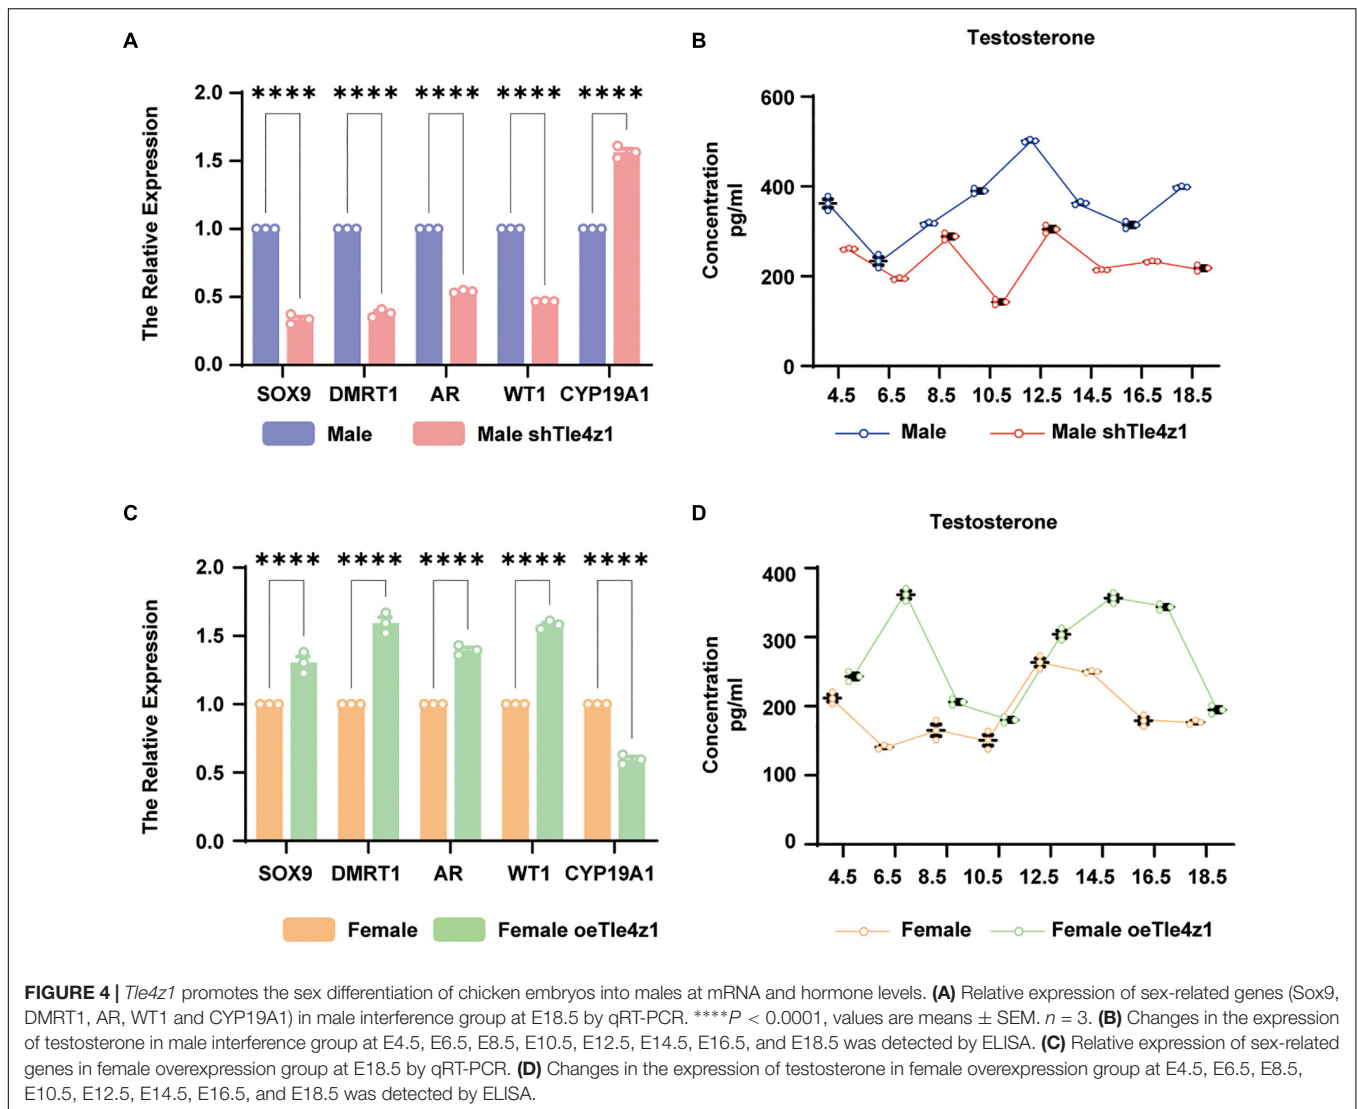 A
2.0
1.5
1.0
0.5
0.0
The Relative Expression
**** **** **** **** ****
SOX9 DMRT1 AR WT1 CYP19A1
Male Male shTle4z1
B
Testosterone
600
400
200
0
Concentration
pg/ml
4.5 6.5 8.5 10.5 12.5 14.5 16.5 18.5
Male Male shTle4z1
C
2.0
1.5
1.0
0.5
0.0
The Relative Expression
**** **** **** **** ****
SOX9 DMRT1 AR WT1 CYP19A1
Female Female oeTle4z1
D
Testosterone
400
300
200
100
0
Concentration
pg/ml
4.5 6.5 8.5 10.5 12.5 14.5 16.5 18.5
Female Female oeTle4z1
FIGURE 4 | Tle4z1 promotes the sex differentiation of chicken embryos into males at mRNA and hormone levels. (A) Relative expression of sex-related genes (Sox9,
DMRT1, AR, WT1 and CYP19A1) in male interference group at E18.5 by qRT-PCR. ****P < 0.0001, values are means ± SEM. n = 3. (B) Changes in the expression
of testosterone in male interference group at E4.5, E6.5, E8.5, E10.5, E12.5, E14.5, E16.5, and E18.5 was detected by ELISA. (C) Relative expression of sex-related
genes in female overexpression group at E18.5 by qRT-PCR. (D) Changes in the expression of testosterone in female overexpression group at E4.5, E6.5, E8.5,
E10.5, E12.5, E14.5, E16.5, and E18.5 was detected by ELISA.